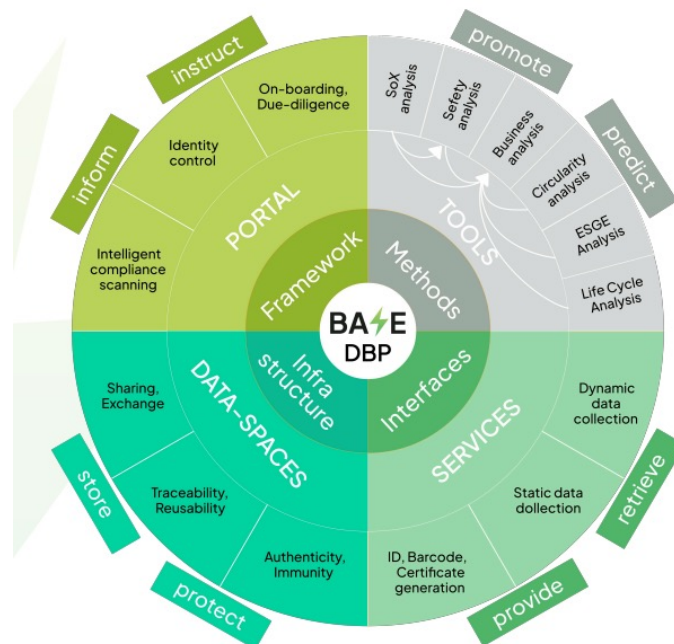 instruct
inform
On-boarding,
Due-diligence
Identity
control
Intelligent
compliance
scanning
PORTAL
Framework
promote
predict
SoX
analysis
Sefety
analysis
Business
analysis
Circularity
analysis
ESGE
Analysis
Life Cycle
Analysis
TOOLS
Methods
BA⚡E
DBP
Infra
structure
DATA-SPACES
Sharing,
Exchange
Traceability,
Reusability
Authenticity,
Immunity
store
protect
Interfaces
SERVICES
Dynamic
data
collection
Static data
dollection
ID, Barcode,
Certificate
generation
retrieve
provide